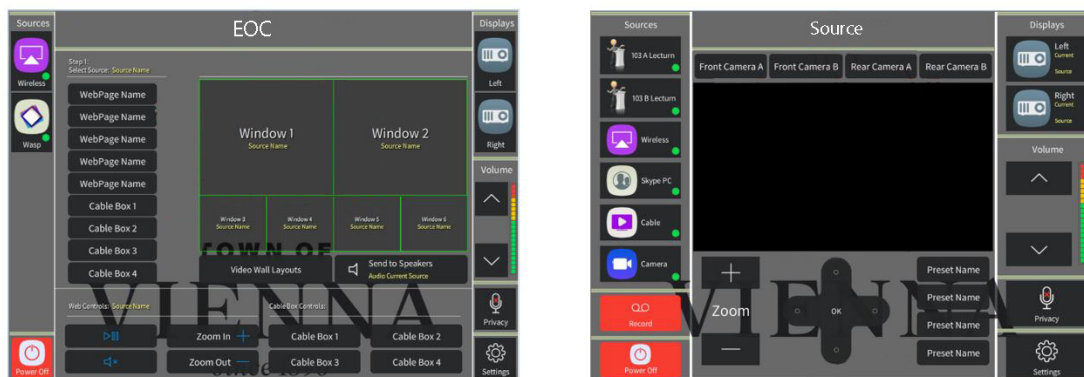 Sources
EOC
Displays
Wireless
Wasp
Power Off
Step 1:
Select Source: Source Name
WebPage Name
WebPage Name
WebPage Name
WebPage Name
WebPage Name
Cable Box 1
Cable Box 2
Cable Box 3
Cable Box 4
Window 1
Source Name
Window 2
Source Name
Window 3
Source Name
Window 4
Source Name
Window 5
Source Name
Window 6
Source Name
TOWN OF
VIENNA
Video Wall Layouts
Send to Speakers
Audio Current Source
Web Controls: Source Name
Cable Box Controls:
Zoom In
Cable Box 1
Cable Box 2
Zoom Out
Cable Box 3
Cable Box 4
since 1890
Left
Right
Volume
Privacy
Settings
Sources
Source
Displays
103 A Lecturn
103 B Lecturn
Wireless
Skype PC
Cable
Camera
Record
Power Off
Front Camera A
Front Camera B
Rear Camera A
Rear Camera B
VIENNA
Zoom
OK
Preset Name
Preset Name
Preset Name
Preset Name
Left
Current
Source
Right
Current
Source
Volume
Privacy
Settings